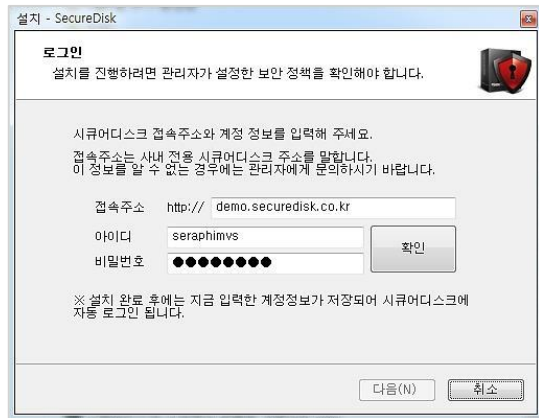 설치 - SecureDisk
로그인
설치를 진행하려면 관리자가 설정한 보안 정책을 확인해야 합니다.
시큐어디스크 접속주소와 계정 정보를 입력해 주세요.
접속주소는 사내 전용 시큐어디스크 주소를 말합니다.
이 정보를 알 수 없는 경우에는 관리자에게 문의하시기 바랍니다.
접속주소 http:// demo.securedisk.co.kr
아이디 seraphimvs
비밀번호 ●●●●●●●●
확인
※ 설치 완료 후에는 지금 입력한 계정정보가 저장되어 시큐어디스크에
자동 로그인 됩니다.
다음(N) 취소